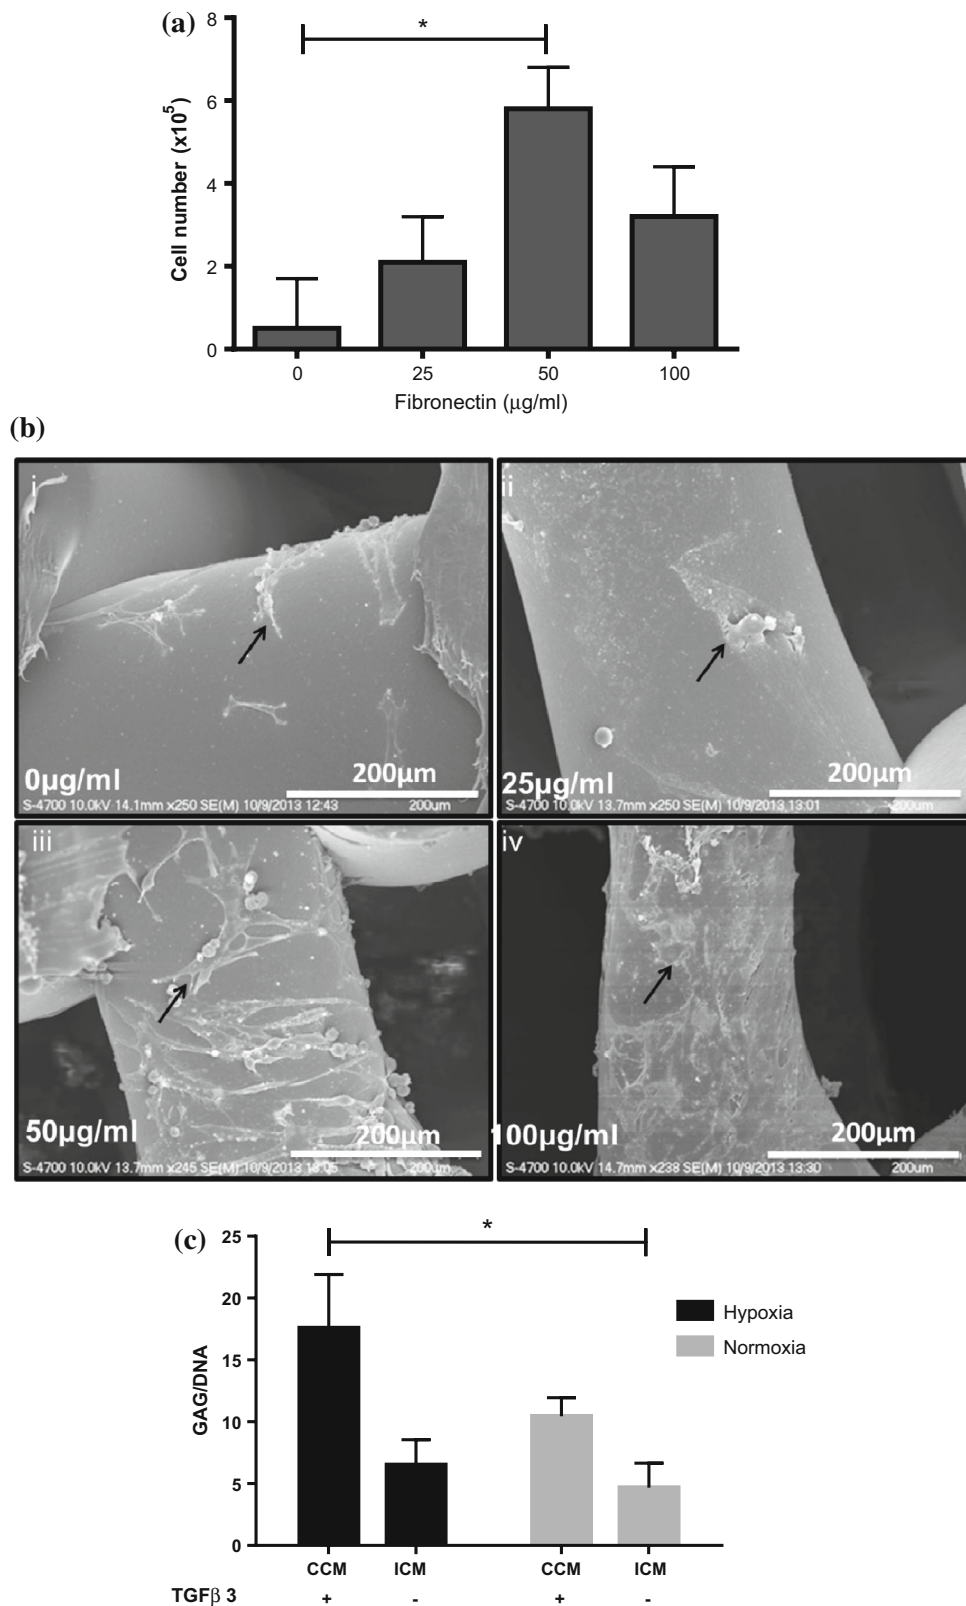 (a)
8
6
4
2
0
Cell number (x10⁵)
*
0 25 50 100
Fibronectin (μg/ml)
(b)
i
0μg/ml
200μm
S-4700 10.0kV 14.1mm x250 SE(M) 10/9/2013 12:43 200um
ii
25μg/ml
200μm
S-4700 10.0kV 13.7mm x250 SE(M) 10/9/2013 13:01 200um
iii
50μg/ml
200μm
S-4700 10.0kV 13.7mm x245 SE(M) 10/9/2013 13:05 200um
iv
100μg/ml
200μm
S-4700 10.0kV 14.7mm x238 SE(M) 10/9/2013 13:30 200um
(c)
25
20
15
10
5
0
GAG/DNA
*
Hypoxia
Normoxia
CCM ICM CCM ICM
TGFβ 3 + - + -